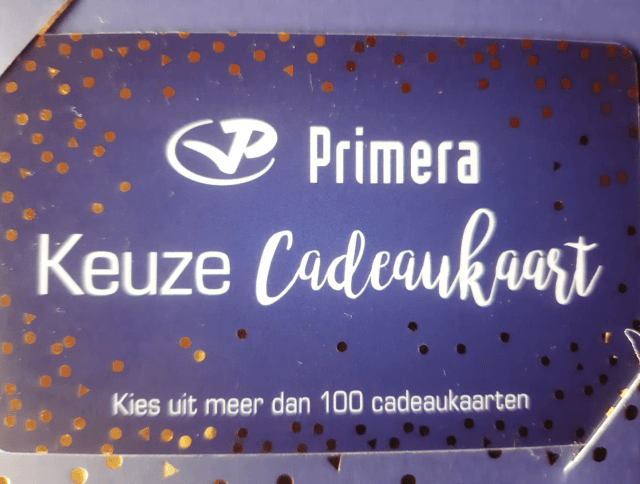 Primera
Keuze Cadeaukaart
Kies uit meer dan 100 cadeaukaarten